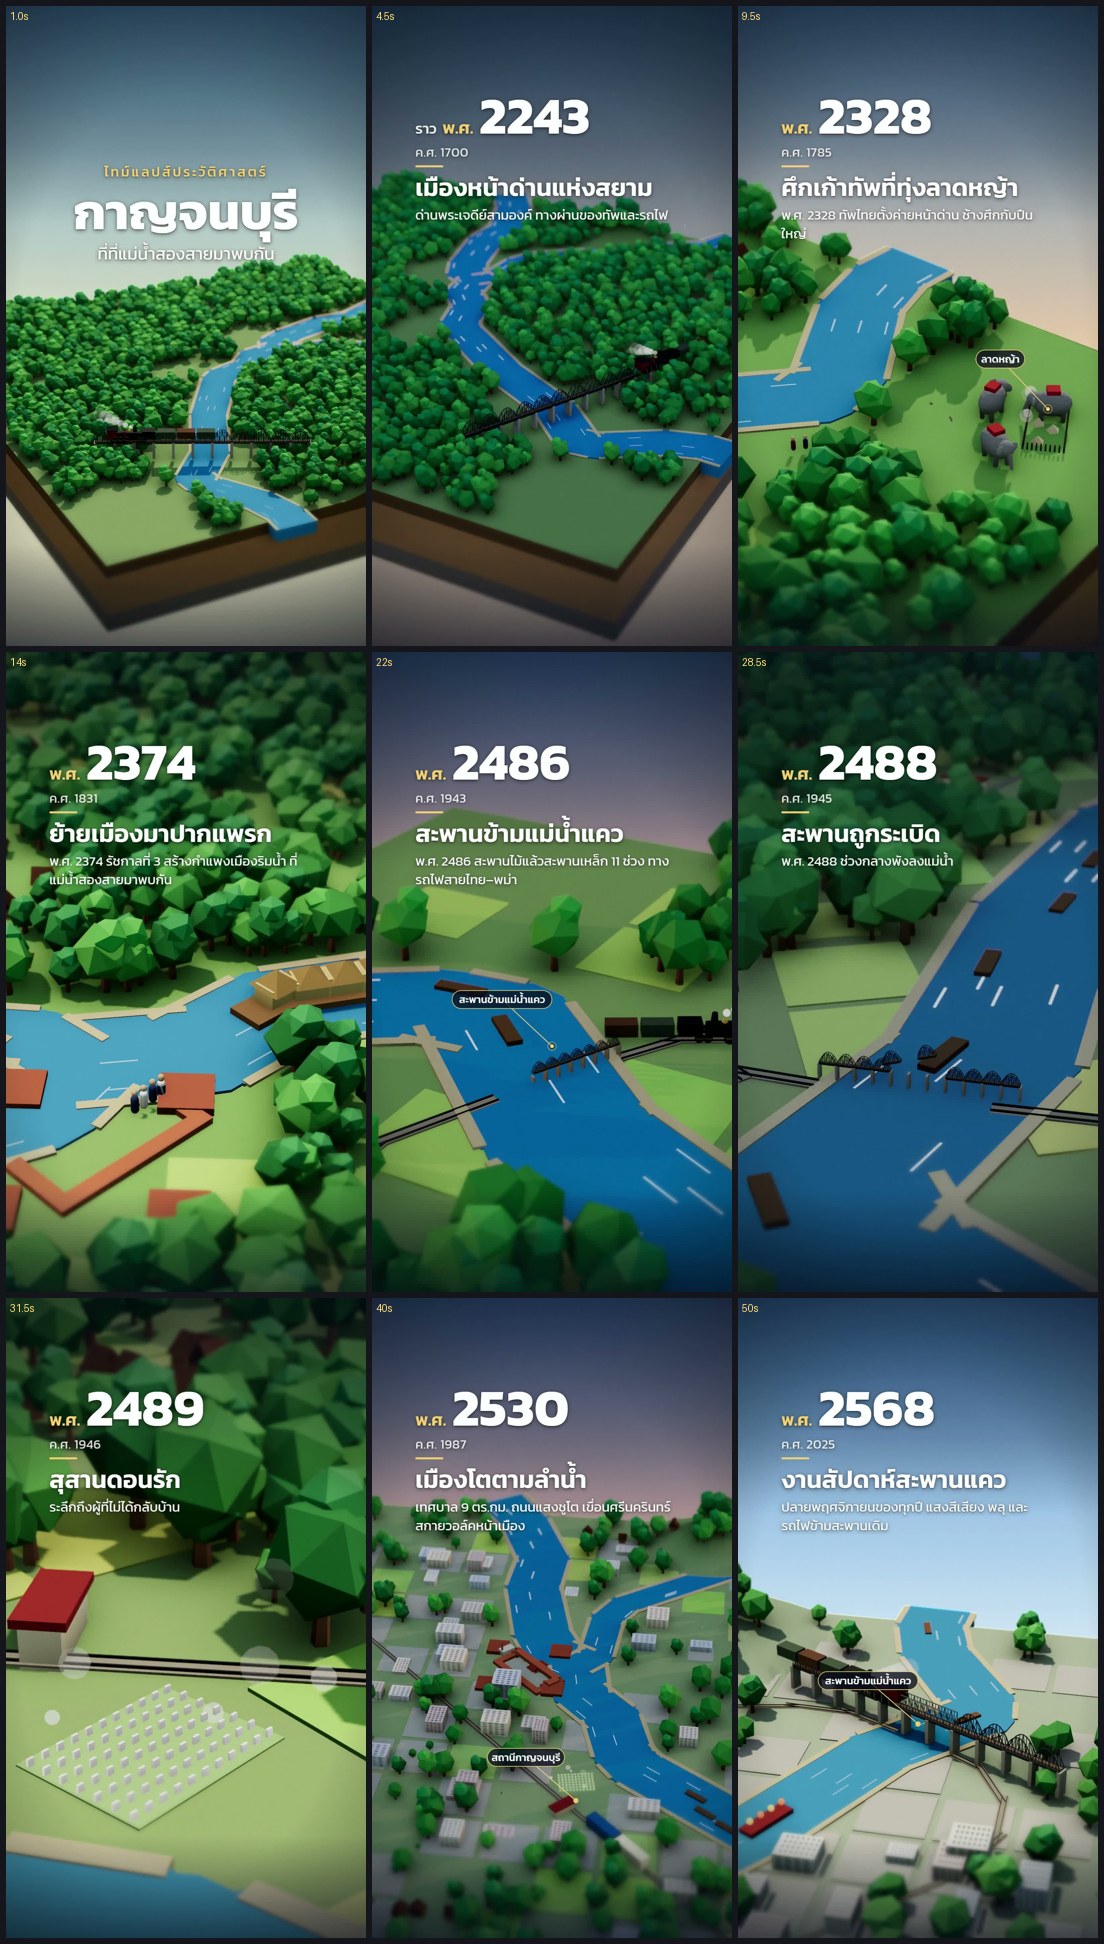 1.0s
ไทม์แลปส์ประวัติศาสตร์
กาญจนบุรี
ที่ที่แม่น้ำสองสายมาพบกัน
4.5s
ราว พ.ศ. 2243
ค.ศ. 1700
เมืองหน้าด่านแห่งสยาม
ด่านพระเจดีย์สามองค์ ทางผ่านของทัพและรถไฟ
9.5s
พ.ศ. 2328
ค.ศ. 1785
ศึกเก้าทัพที่ทุ่งลาดหญ้า
พ.ศ. 2328 ทัพไทยตั้งค่ายหน้าด่าน ช้างศึกกับปืน
ใหญ่
ลาดหญ้า
14s
พ.ศ. 2374
ค.ศ. 1831
ย้ายเมืองมาปากแพรก
พ.ศ. 2374 รัชกาลที่ 3 สร้างกำแพงเมืองริมน้ำ ที่
แม่น้ำสองสายมาพบกัน
22s
พ.ศ. 2486
ค.ศ. 1943
สะพานข้ามแม่น้ำแคว
พ.ศ. 2486 สะพานไม้แล้วสะพานเหล็ก 11 ช่วง ทาง
รถไฟสายไทย–พม่า
สะพานข้ามแม่น้ำแคว
28.5s
พ.ศ. 2488
ค.ศ. 1945
สะพานถูกระเบิด
พ.ศ. 2488 ช่วงกลางพังลงแม่น้ำ
31.5s
พ.ศ. 2489
ค.ศ. 1946
สุสานดอนรัก
ระลึกถึงผู้ที่ไม่ได้กลับบ้าน
40s
พ.ศ. 2530
ค.ศ. 1987
เมืองโตตามลำน้ำ
เทศบาล 9 ตร.กม. ถนนแสงชูโต เขื่อนศรีนครินทร์
สกายวอล์คหน้าเมือง
สถานีกาญจนบุรี
50s
พ.ศ. 2568
ค.ศ. 2025
งานสัปดาห์สะพานแคว
ปลายพฤศจิกายนของทุกปี แสงสีเสียง พลุ และ
รถไฟข้ามสะพานเดิม
สะพานข้ามแม่น้ำแคว